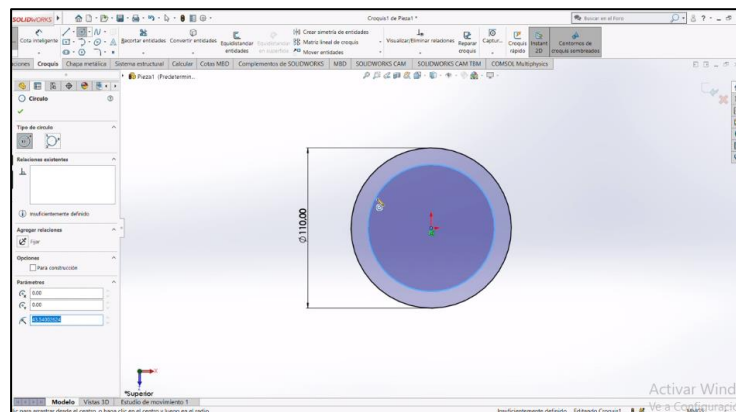 SOLIDWORKS
Croquis1 de Pieza1 *
Buscar en el Foro
Cota inteligente
Recortar entidades
Convertir entidades
Equidistanciar entidades
Equidistanciar en superficie
Crear simetría de entidades
Matriz lineal de croquis
Mover entidades
Visualizar/Eliminar relaciones
Reparar croquis
Captur...
Croquis rápido
Instant 2D
Contornos de croquis sombreados
Croquis
Chapa metálica
Sistema estructural
Calcular
Cotas MBD
Complementos de SOLIDWORKS
MBD
SOLIDWORKS CAM
SOLIDWORKS CAM TBM
COMSOL Multiphysics
Pieza1 (Predetermin...
Círculo
Tipo de círculo
Relaciones existentes
Insuficientemente definido
Agregar relaciones
Fijar
Opciones
Para construcción
Parámetros
0.00
0.00
Ø110.00
*Superior
Modelo
Vistas 3D
Estudio de movimiento 1
Activar Wind
Ve a Configuració
Insuficientemente definido
Editando Croquis1
MMGS